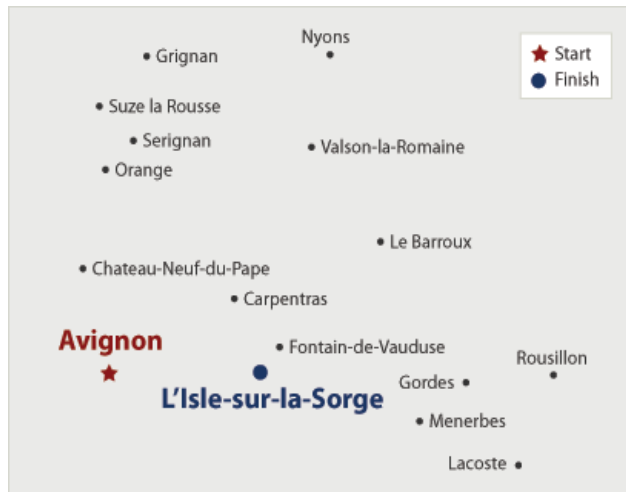 Nyons
Grignan
Start
Finish
Suze la Rousse
Serignan
Valson-la-Romaine
Orange
Le Barroux
Chateau-Neuf-du-Pape
Carpentras
Avignon
Fontain-de-Vauduse
Rousillon
Gordes
L'Isle-sur-la-Sorge
Menerbes
Lacoste